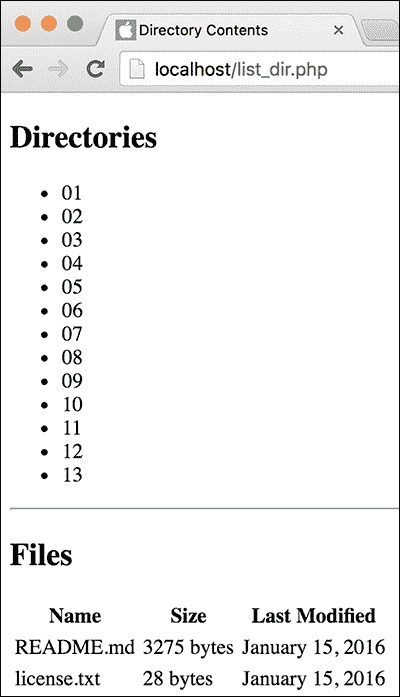 Directory Contents
localhost/list_dir.php
Directories
01
02
03
04
05
06
07
08
09
10
11
12
13
Files
Name Size Last Modified
README.md 3275 bytes January 15, 2016
license.txt 28 bytes January 15, 2016